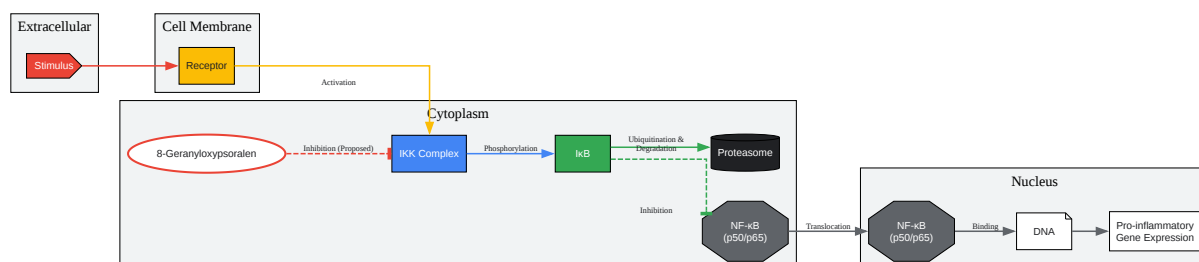 Extracellular
Cell Membrane
Stimulus
Receptor
Activation
Cytoplasm
8-Geranyloxypsoralen
Inhibition (Proposed)
IKK Complex
Phosphorylation
IκB
Ubiquitination &
Degradation
Proteasome
Inhibition
NF-κB
(p50/p65)
Translocation
Nucleus
NF-κB
(p50/p65)
Binding
DNA
Pro-inflammatory
Gene Expression